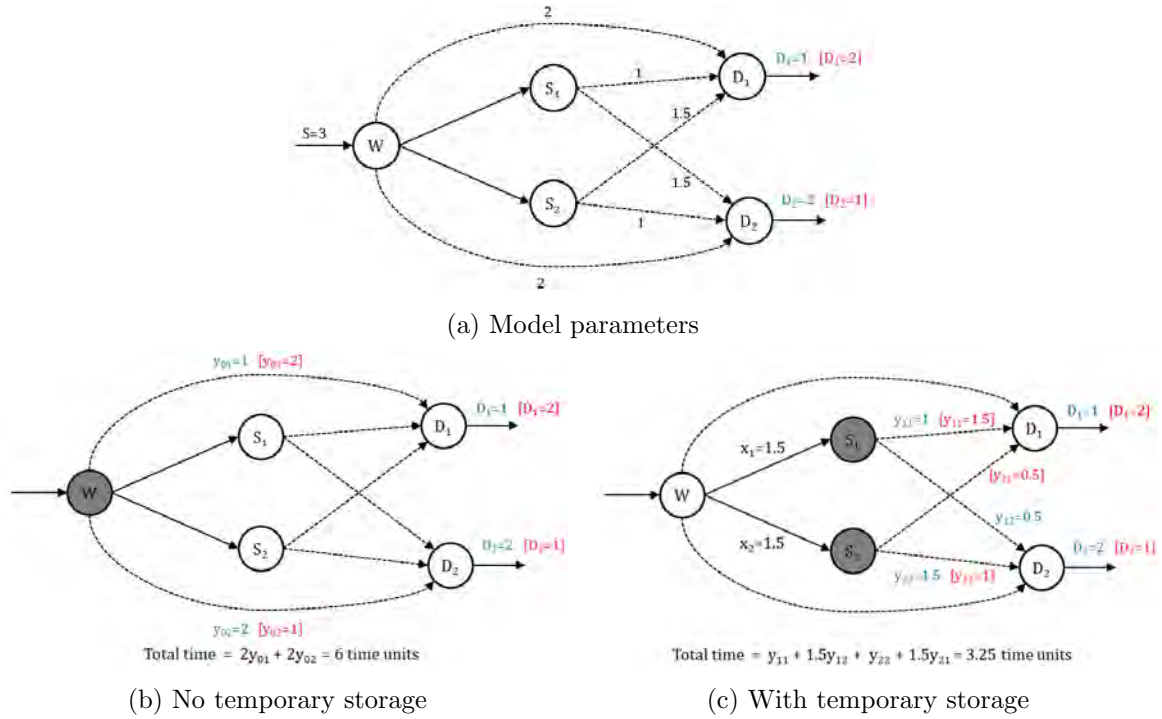 2
D₁=1 [D₁=2]
1
S₁
D₁
1.5
S=3
W
1.5
S₂
D₂=2 [D₂=1]
1
D₂
2
(a) Model parameters
y₀₁=1 [y₀₂=2]
D₁=1 [D₁=2]
S₁
D₁
W
S₂
D₂=2 [D₂=1]
D₂
y₀₂=2 [y₀₂=1]
Total time = 2y₀₁ + 2y₀₂ = 6 time units
(b) No temporary storage
y₁₁=1 [y₁₁=1.5]
D₁=1 [D₁=2]
S₁
D₁
x₁=1.5
[y₂₁=0.5]
W
y₁₂=0.5
x₂=1.5
S₂
D₂=2 [D₂=1]
y₂₂=1.5 [y₂₂=1]
D₂
Total time = y₁₁ + 1.5y₁₂ + y₂₂ + 1.5y₂₁ = 3.25 time units
(c) With temporary storage